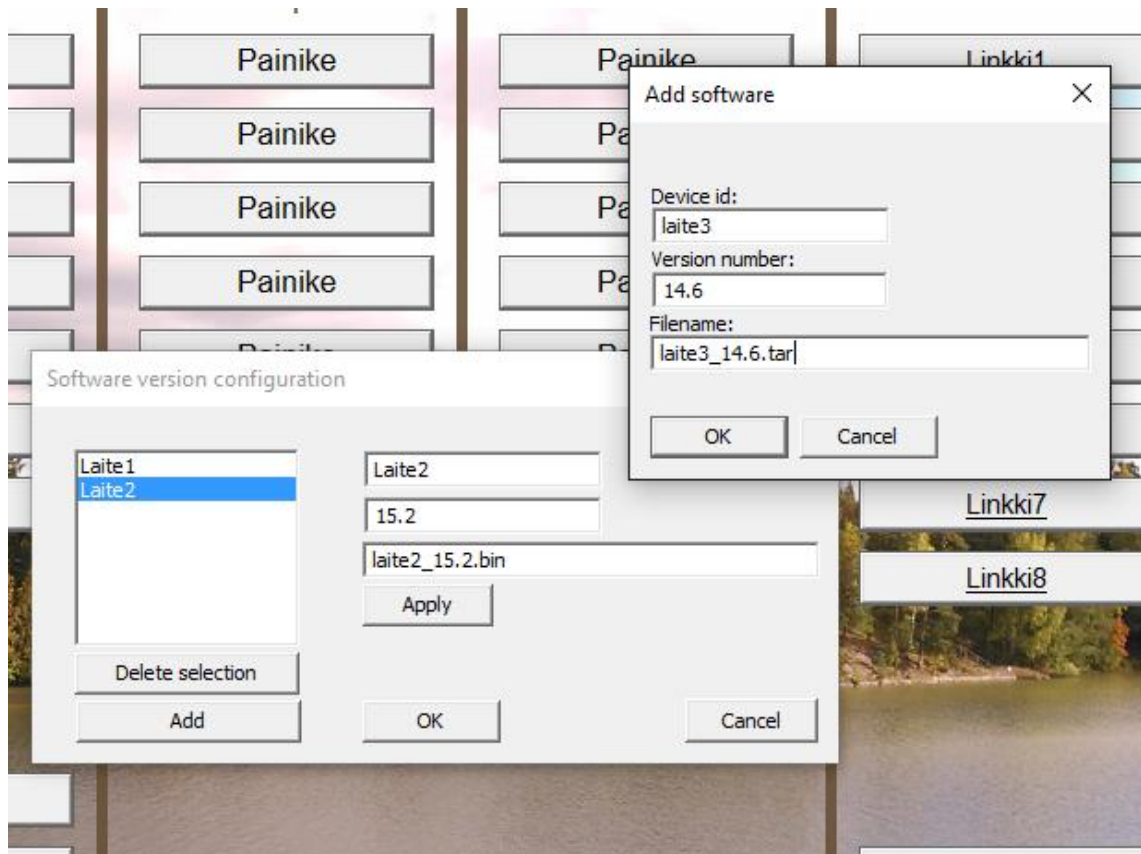 Painike
Painike
Linkki1
Painike
Painike
Painike
Add software
Device id:
laite3
Version number:
14.6
Filename:
laite3_14.6.tar
OK
Cancel
Software version configuration
Laite1
Laite2
Laite2
15.2
laite2_15.2.bin
Apply
Delete selection
Add
OK
Cancel
Linkki7
Linkki8